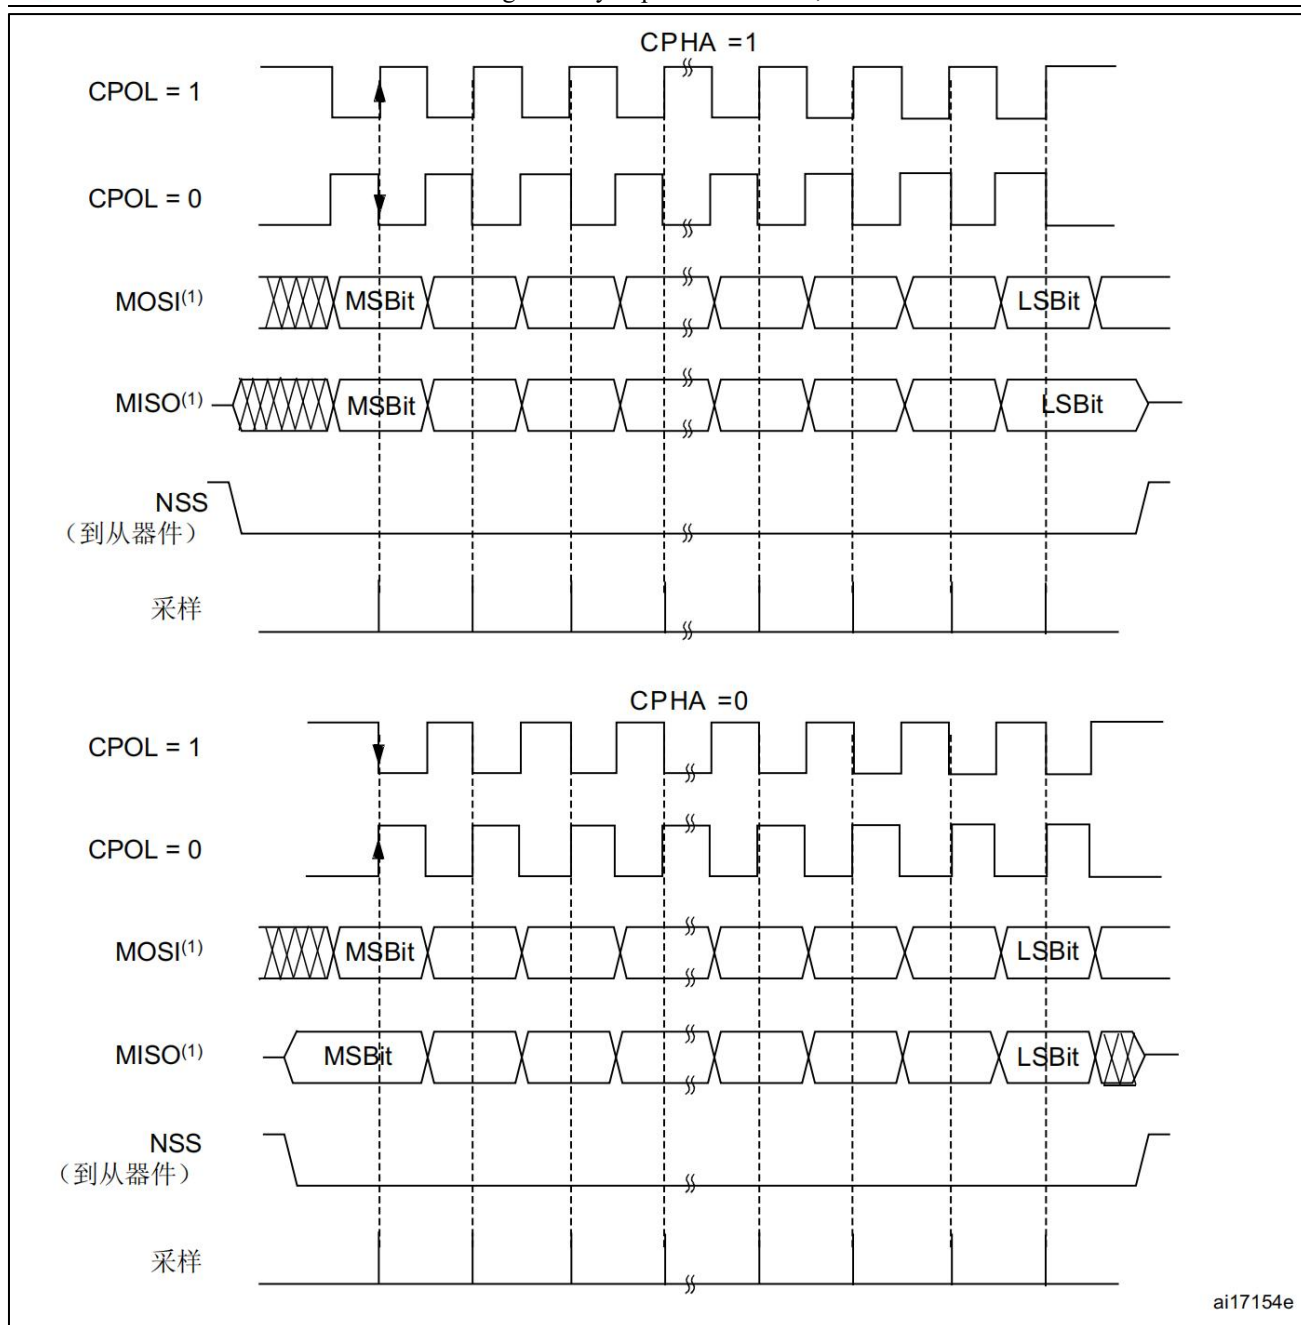 CPHA =1
CPOL = 1
CPOL = 0
MOSI(1)
MSBit
LSBit
MISO(1)
MSBit
LSBit
NSS
（到从器件）
采样
CPHA =0
CPOL = 1
CPOL = 0
MOSI(1)
MSBit
LSBit
MISO(1)
MSBit
LSBit
NSS
（到从器件）
采样
ai17154e